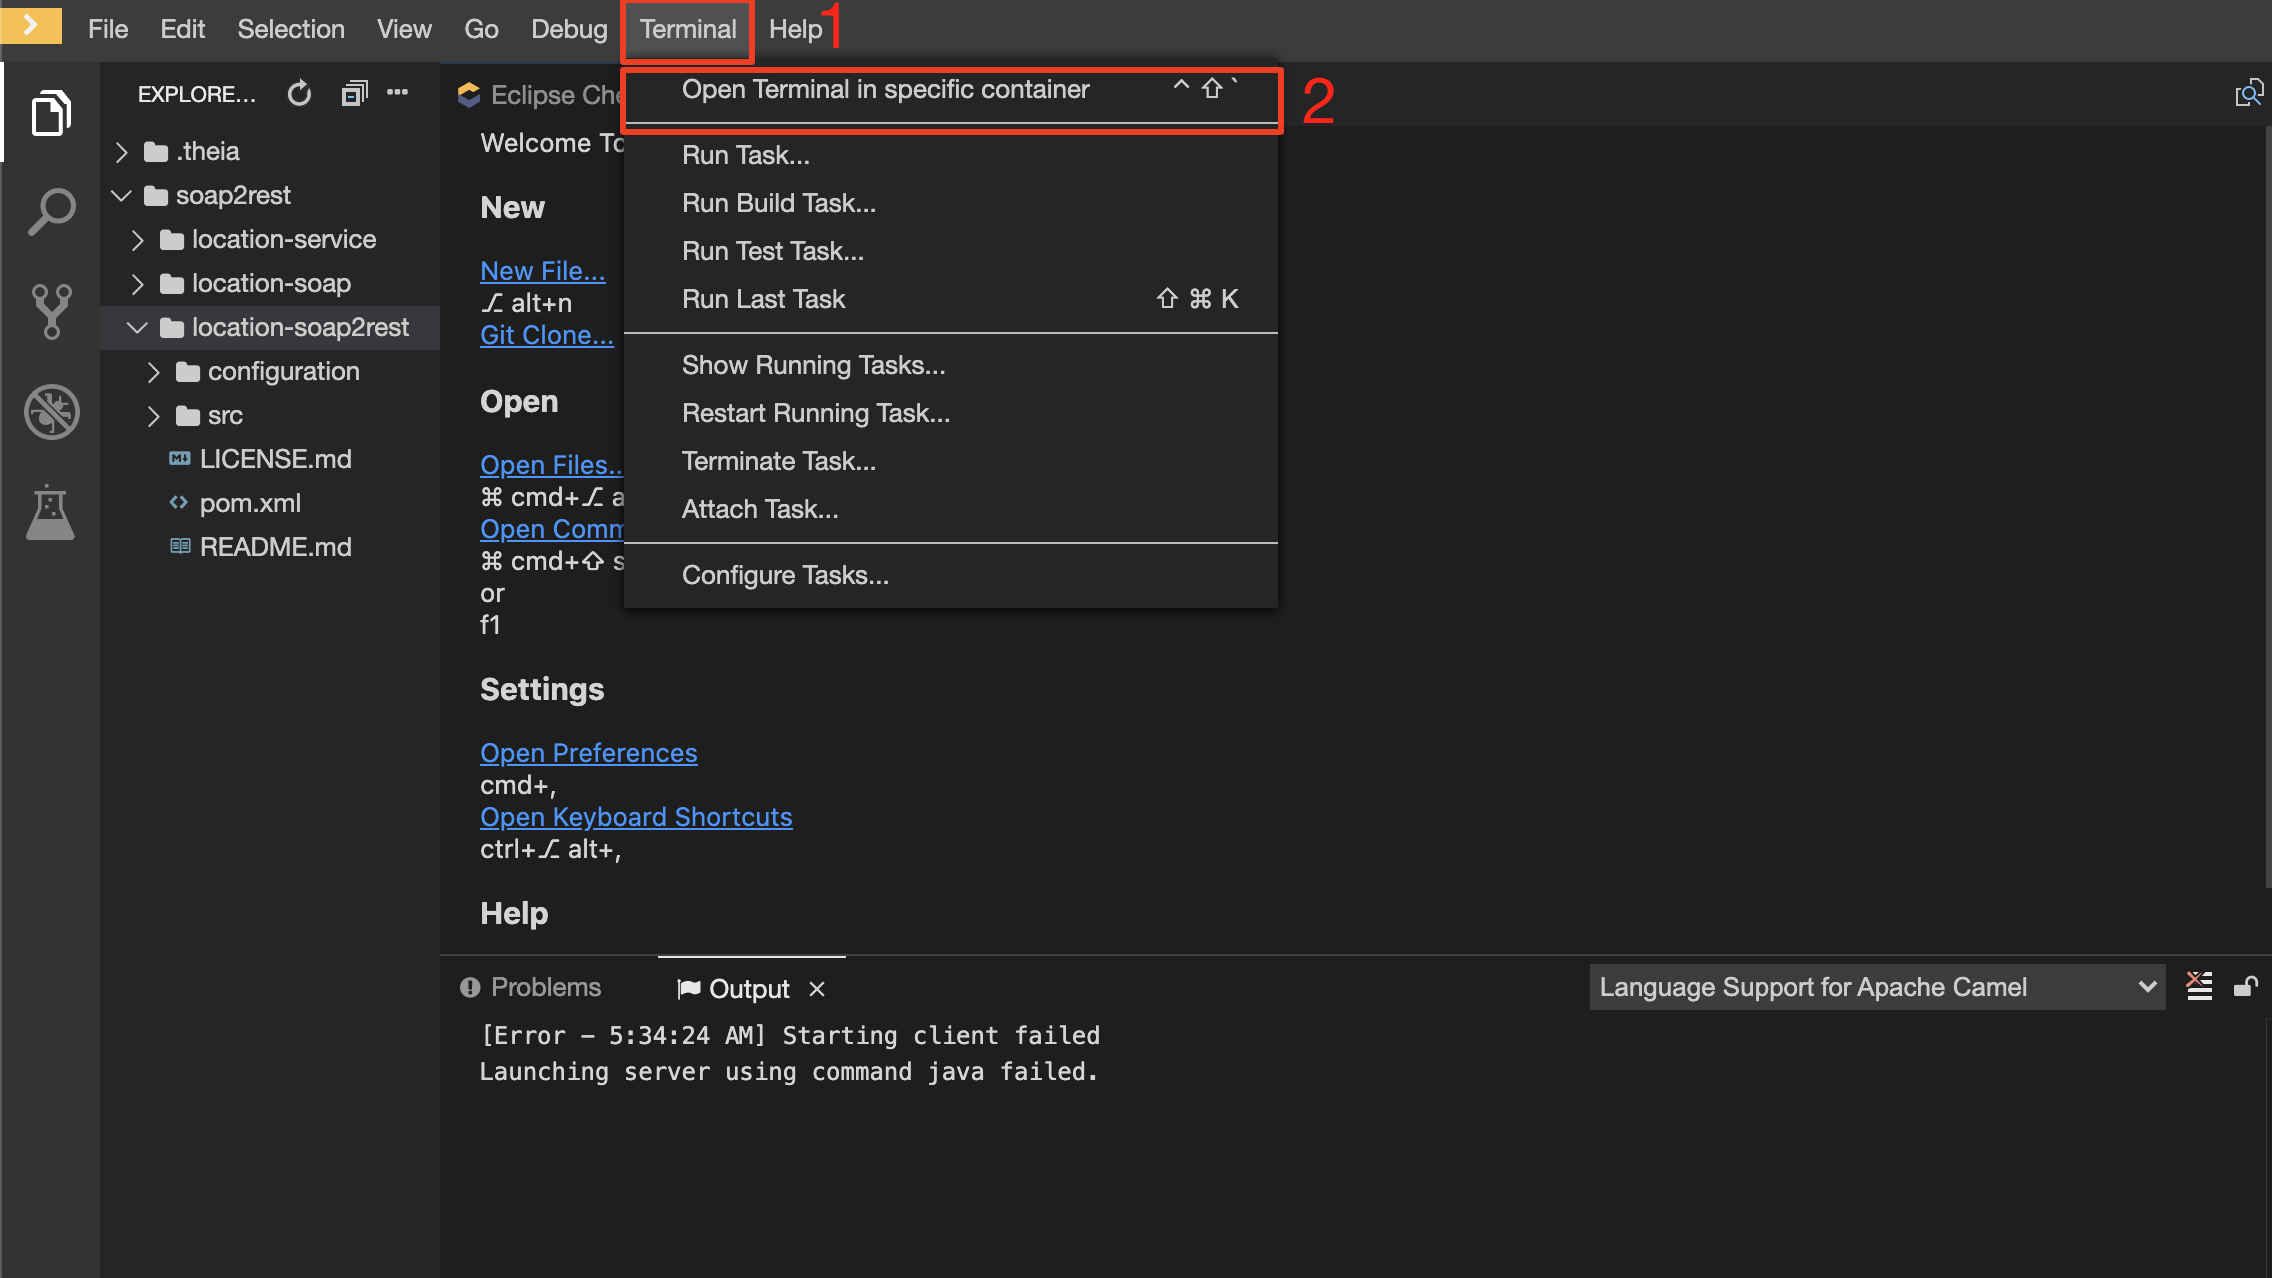 File Edit Selection View Go Debug Terminal Help 1
EXPLORE...
.theia
soap2rest
location-service
location-soap
location-soap2rest
configuration
src
LICENSE.md
pom.xml
README.md
Eclipse Che
Welcome To
New
New File...
⌥ alt+n
Git Clone...
Open
Open Files...
⌘ cmd+⌥ a
Open Comm
⌘ cmd+⇧ s
or
f1
Settings
Open Preferences
cmd+,
Open Keyboard Shortcuts
ctrl+⌥ alt+,
Help
Open Terminal in specific container ^ ⇧ `
2
Run Task...
Run Build Task...
Run Test Task...
Run Last Task ⇧ ⌘ K
Show Running Tasks...
Restart Running Task...
Terminate Task...
Attach Task...
Configure Tasks...
Problems Output × Language Support for Apache Camel
[Error – 5:34:24 AM] Starting client failed
Launching server using command java failed.